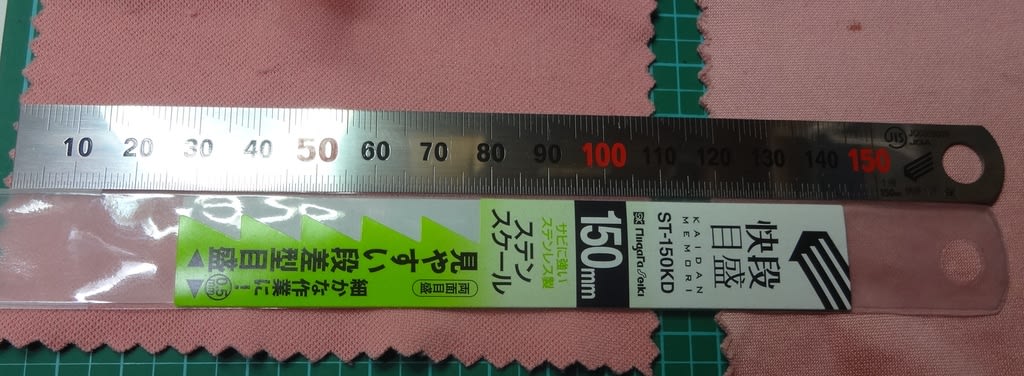 10 20 30 40 50 60 70 80 90 100 110 120 130 140 150
JIS
快段目盛
KAIDAN
MEMORI
ST-150KD
Niigata Seiki
150mm
サビに強い
ステンレス製
ステン
スケール
両面目盛
見やすい段差型目盛
細かな作業に!
0.5